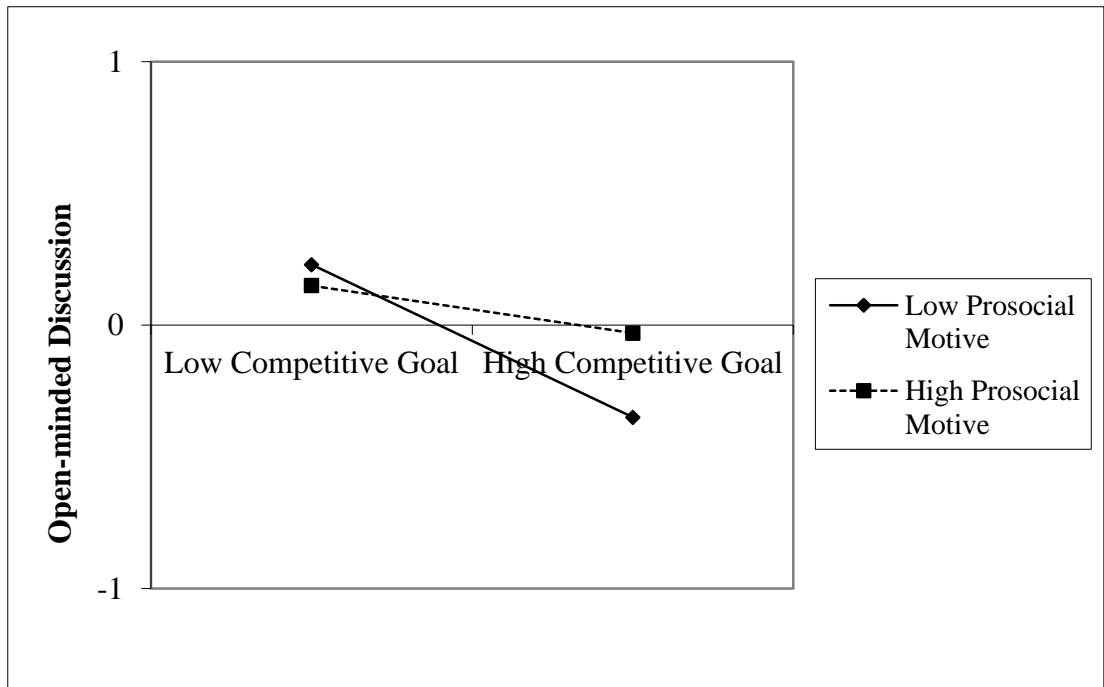 1
Open-minded Discussion
0
Low Competitive Goal
High Competitive Goal
-1
Low Prosocial
Motive
High Prosocial
Motive